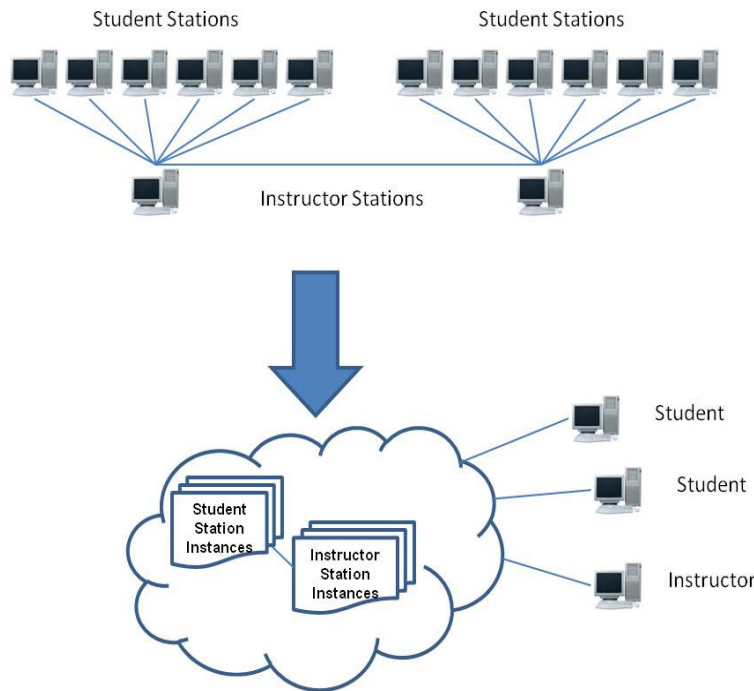 Student Stations
Student Stations
Instructor Stations
Student
Student
Student
Station
Instances
Instructor
Station
Instances
Instructor